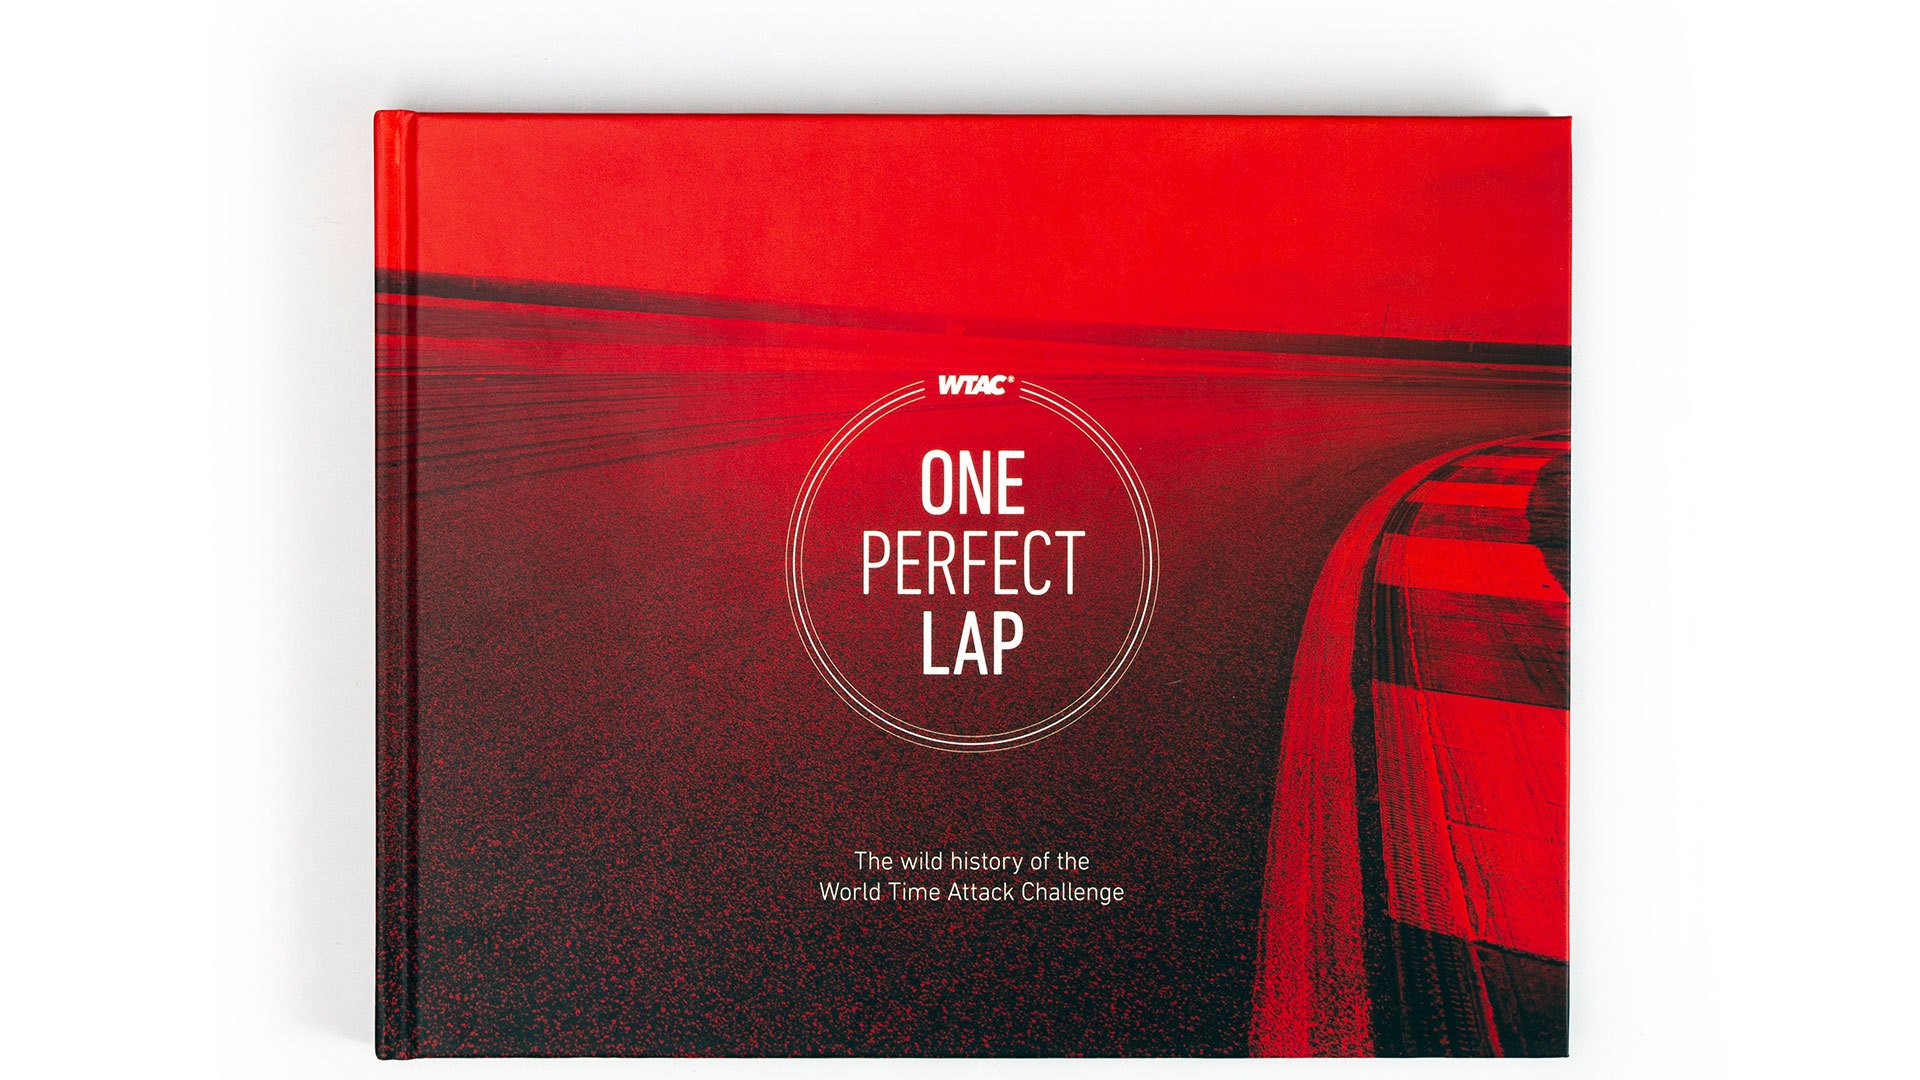 WTAC®
ONE
PERFECT
LAP
The wild history of the
World Time Attack Challenge